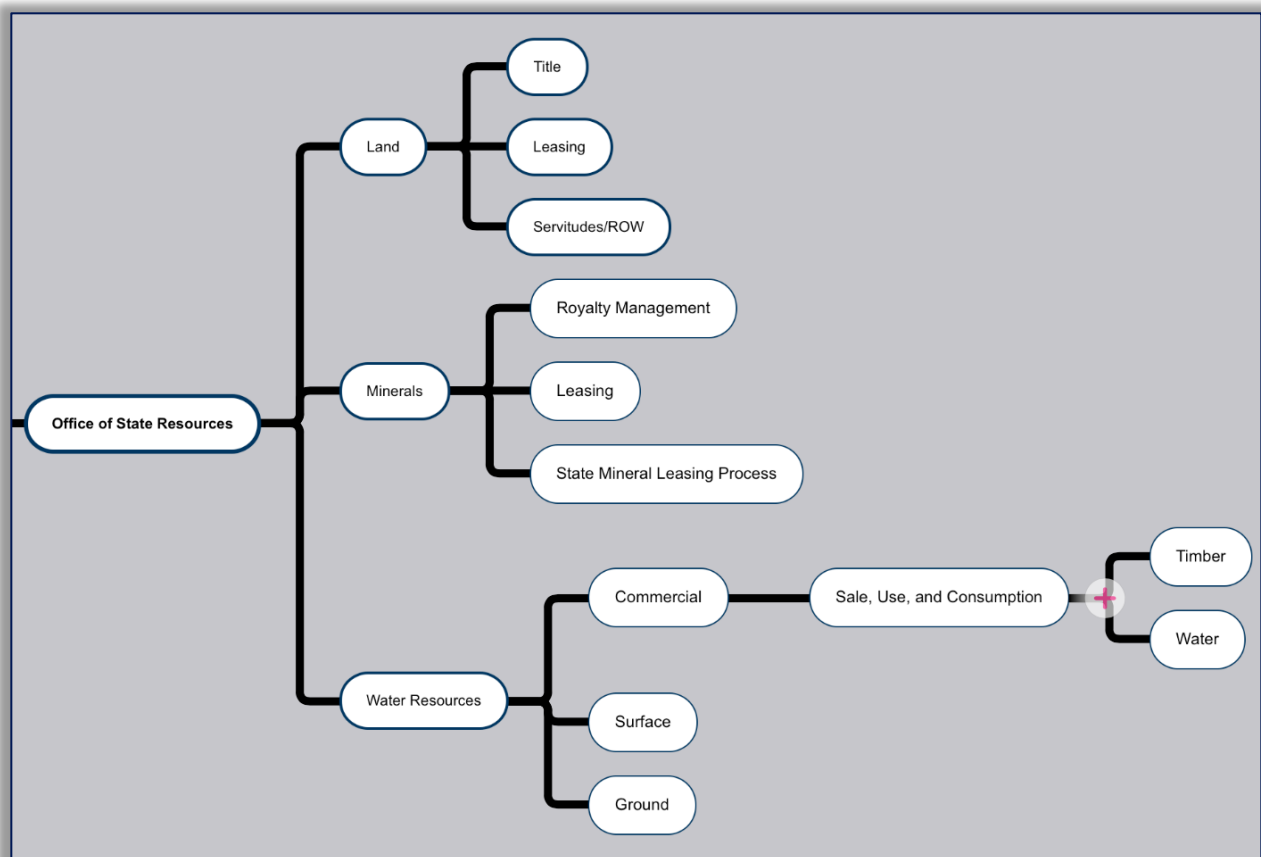 Title
Land
Leasing
Servitudes/ROW
Royalty Management
Minerals
Leasing
Office of State Resources
State Mineral Leasing Process
Timber
Commercial
Sale, Use, and Consumption
Water
Water Resources
Surface
Ground